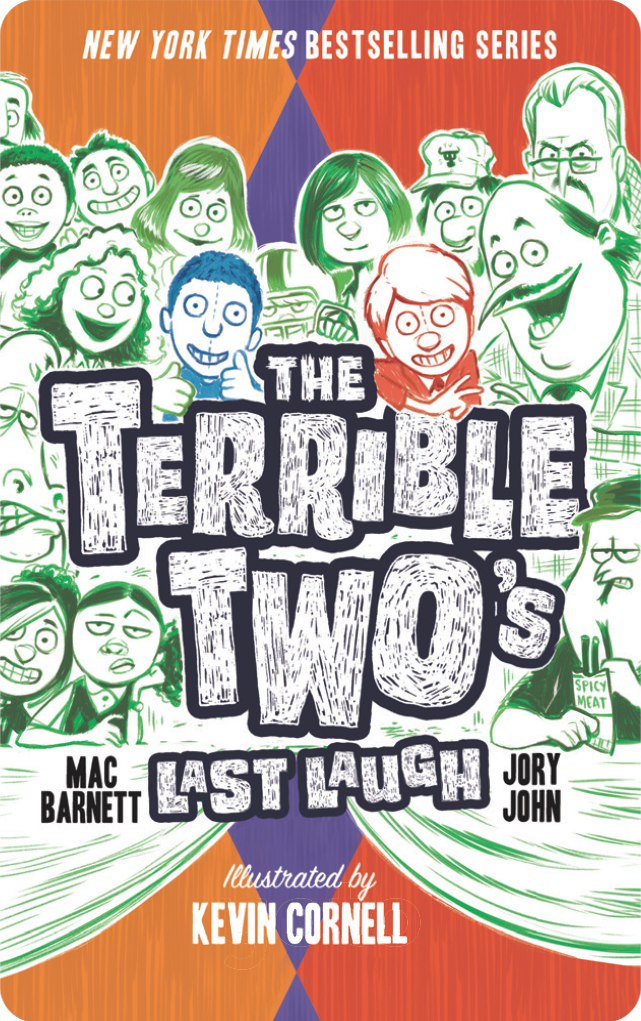 NEW YORK TIMES BESTSELLING SERIES
THE
TERRIBLE
TWO'S
SPICY
MEAT
LAST LAUGH
MAC
BARNETT
JORY
JOHN
Illustrated by
KEVIN CORNELL